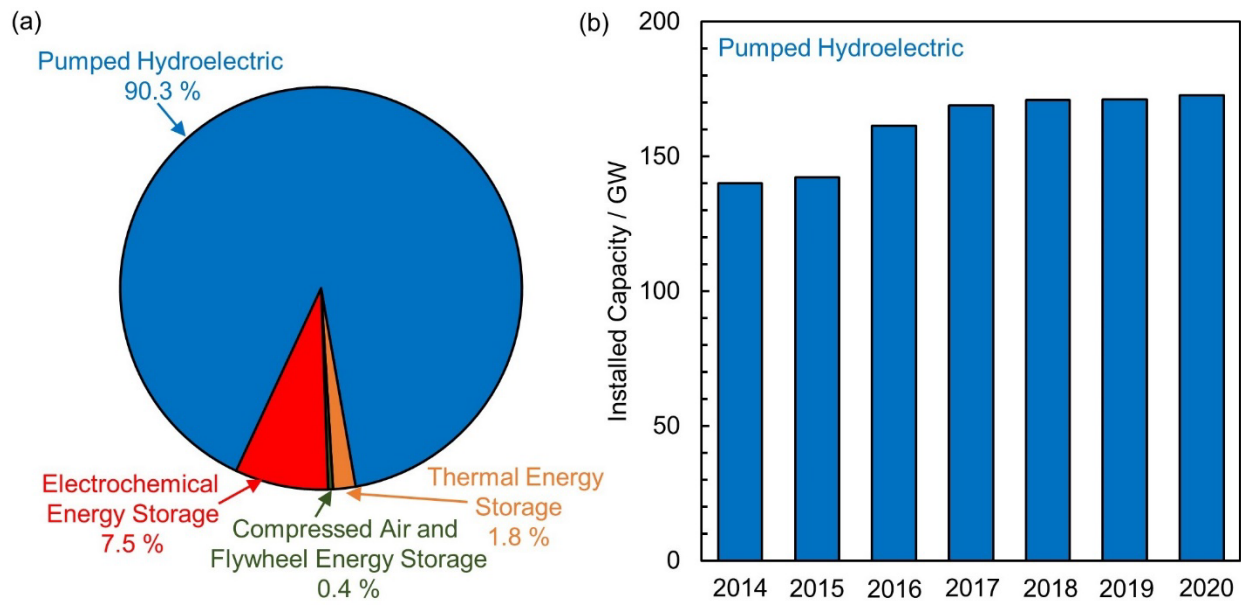 (a)
Pumped Hydroelectric
90.3 %
Electrochemical
Energy Storage
7.5 %
Compressed Air and
Flywheel Energy Storage
0.4 %
Thermal Energy
Storage
1.8 %
(b)
Pumped Hydroelectric
Installed Capacity / GW
200
150
100
50
0
2014 2015 2016 2017 2018 2019 2020